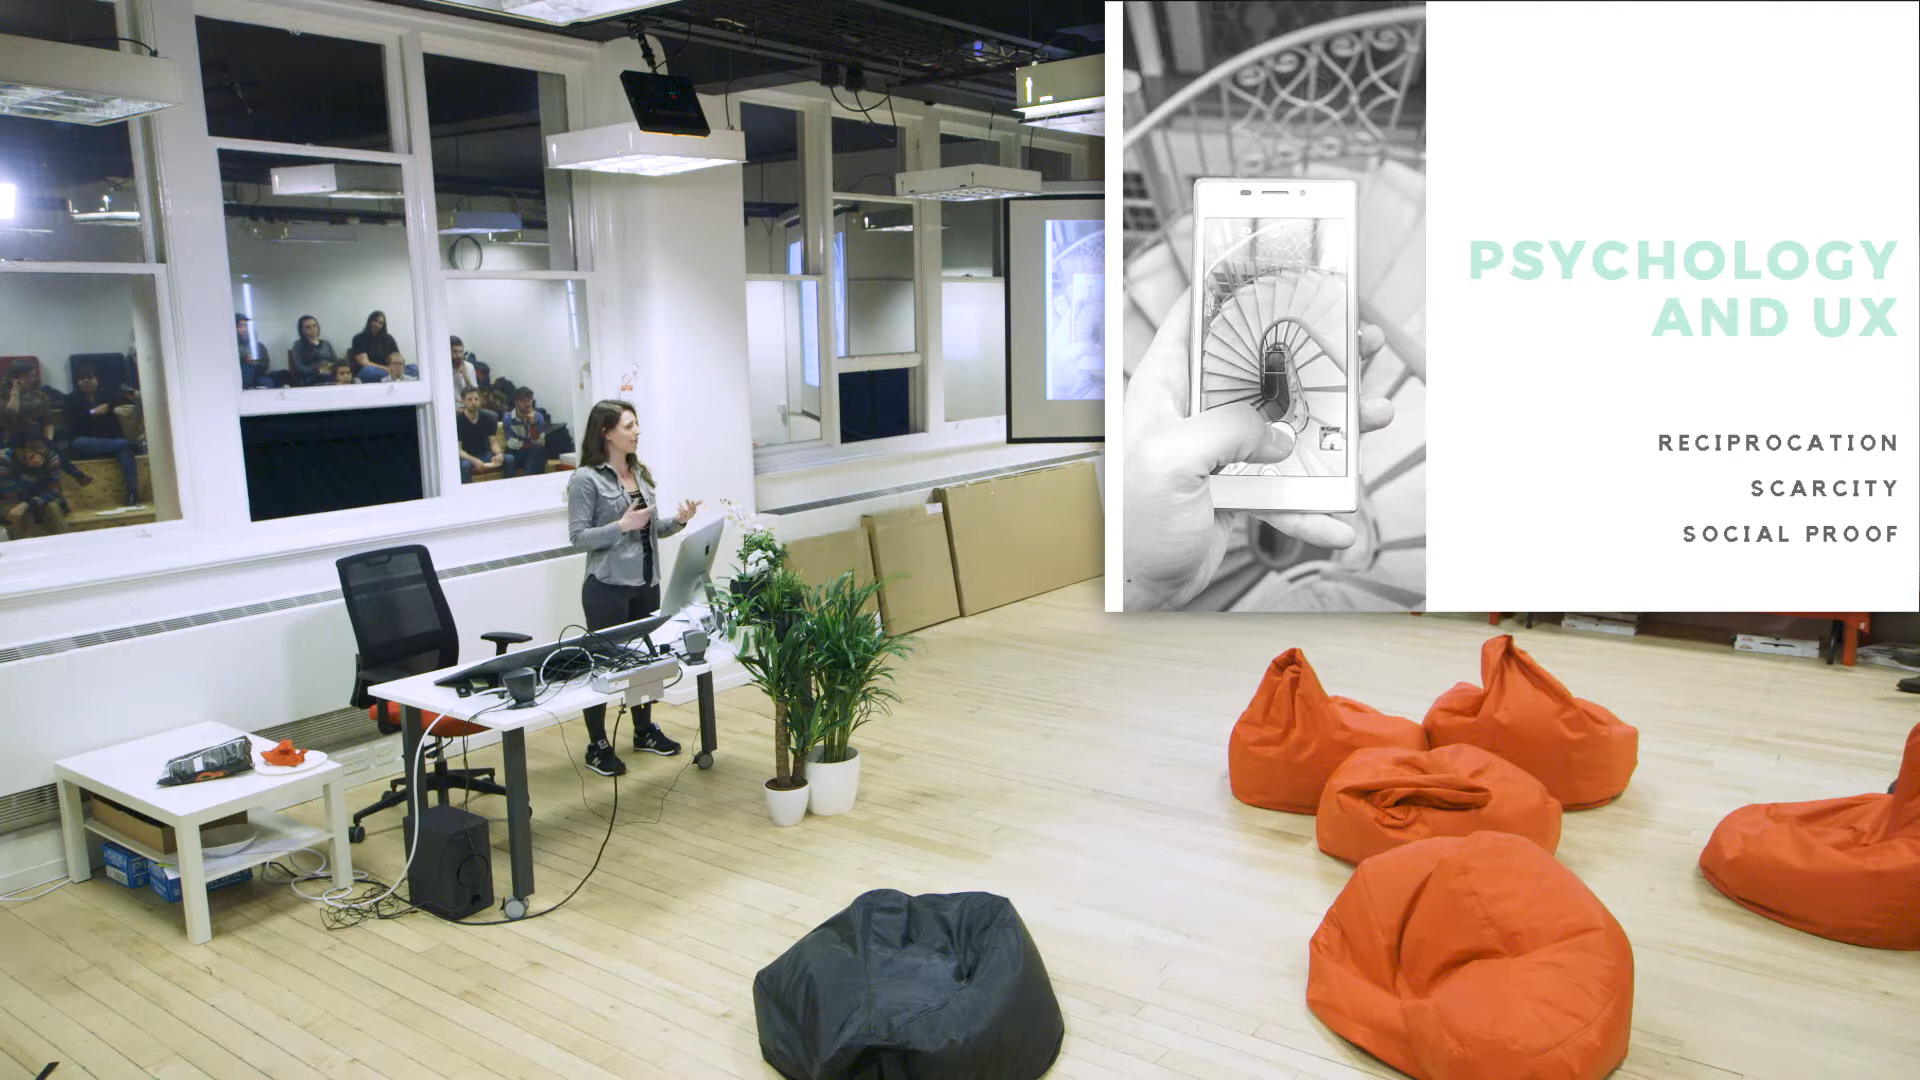 PSYCHOLOGY
AND UX
RECIPROCATION
SCARCITY
SOCIAL PROOF